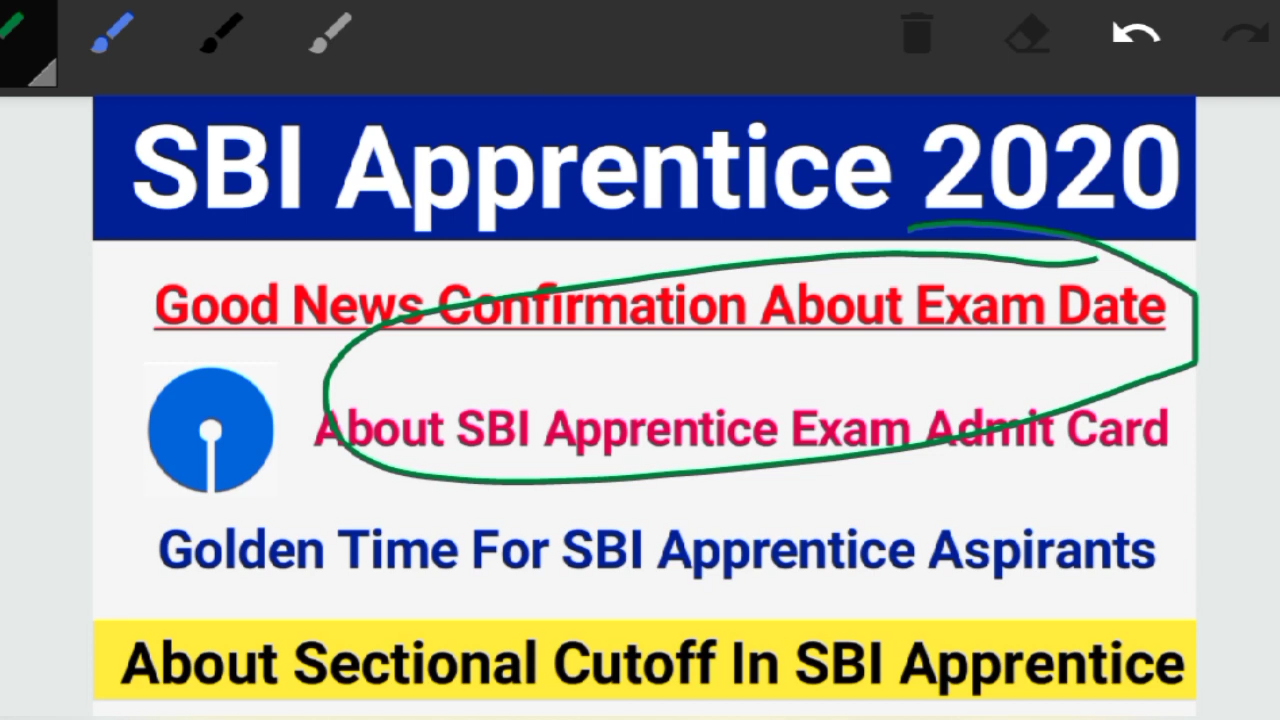 SBI Apprentice 2020
Good News Confirmation About Exam Date
About SBI Apprentice Exam Admit Card
Golden Time For SBI Apprentice Aspirants
About Sectional Cutoff In SBI Apprentice